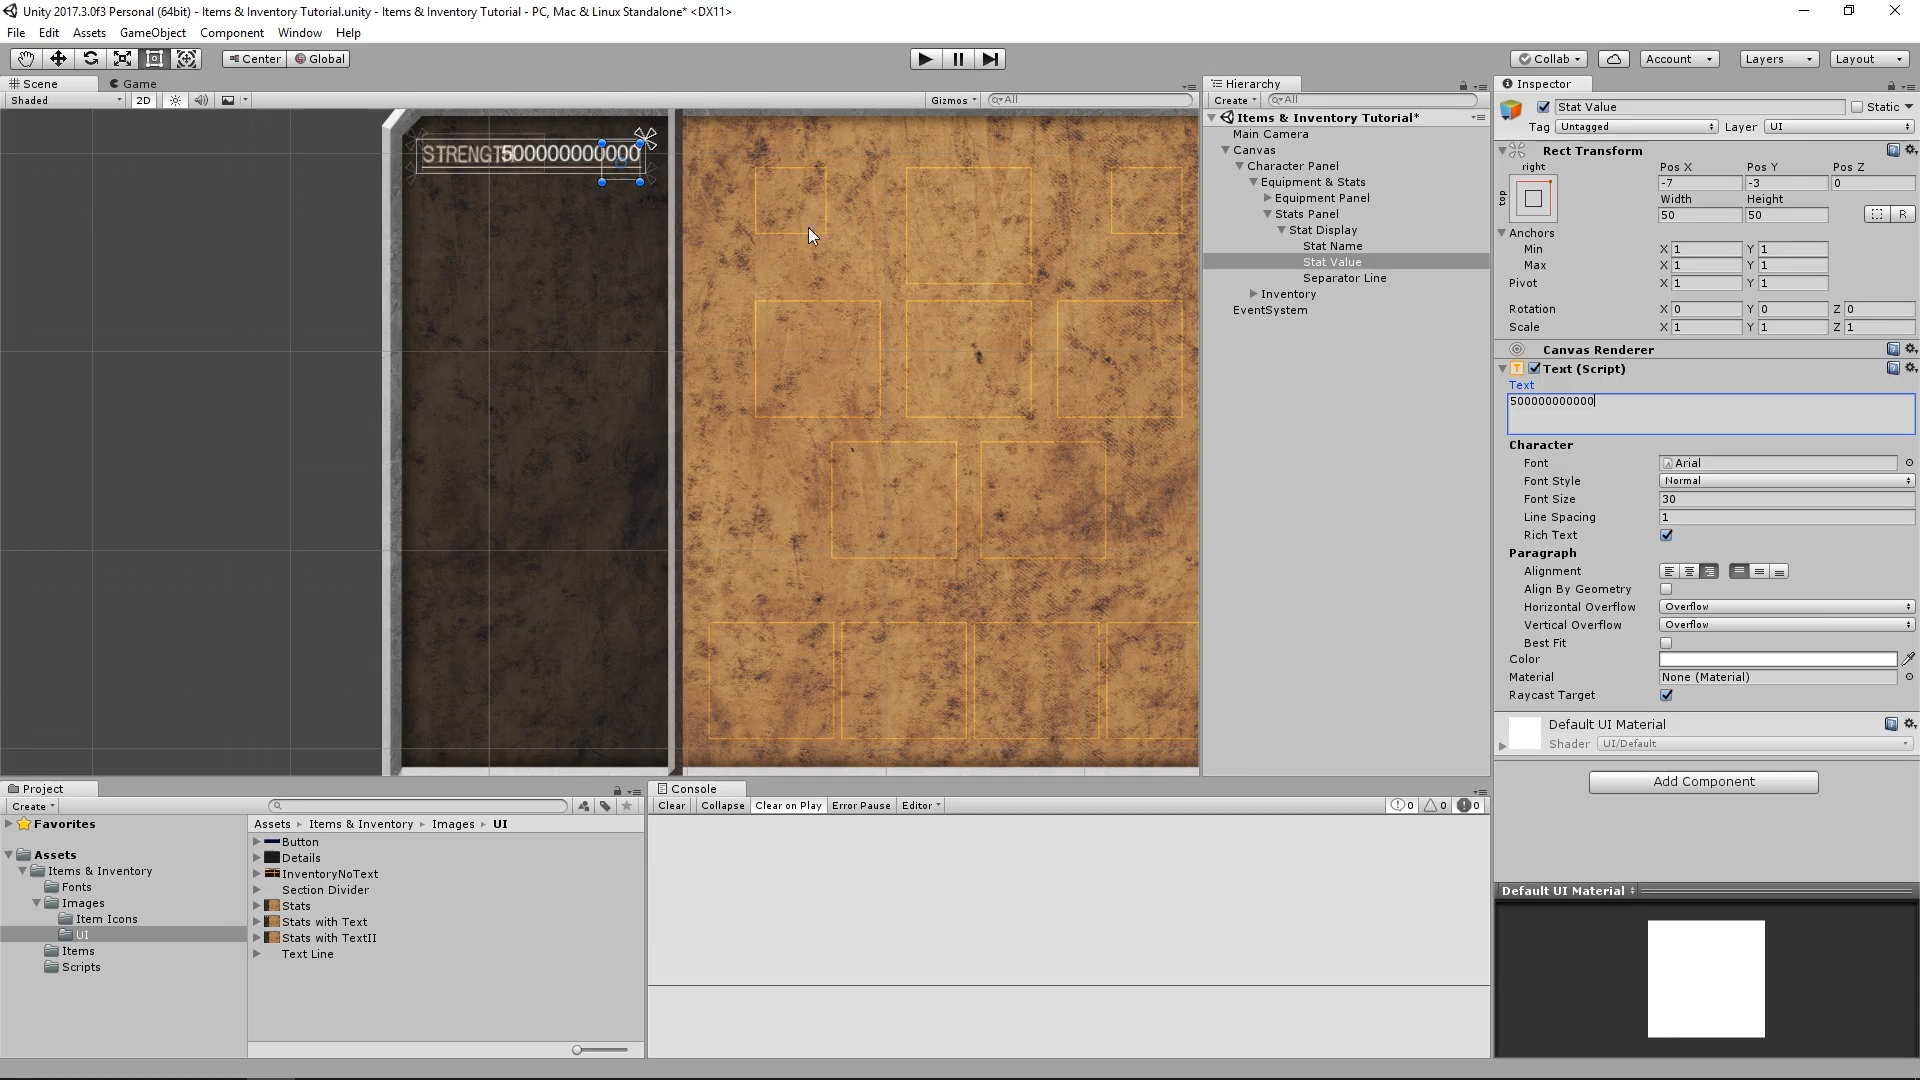 Unity 2017.3.0f3 Personal (64bit) - Items & Inventory Tutorial.unity - Items & Inventory Tutorial - PC, Mac & Linux Standalone* <DX11>
File Edit Assets GameObject Component Window Help
Center Global
Collab Account Layers Layout
Scene Game
Shaded 2D Gizmos All
STRENGT500000000000
Hierarchy
Create All
Items & Inventory Tutorial*
Main Camera
Canvas
Character Panel
Equipment & Stats
Equipment Panel
Stats Panel
Stat Display
Stat Name
Stat Value
Separator Line
Inventory
EventSystem
Inspector
Stat Value Static
Tag Untagged Layer UI
Rect Transform
right Pos X Pos Y Pos Z
top
-7 -3 0
Width Height
50 50 R
Anchors
Min X 1 Y 1
Max X 1 Y 1
Pivot X 1 Y 1
Rotation X 0 Y 0 Z 0
Scale X 1 Y 1 Z 1
Canvas Renderer
Text (Script)
Text
500000000000
Character
Font Arial
Font Style Normal
Font Size 30
Line Spacing 1
Rich Text
Paragraph
Alignment
Align By Geometry
Horizontal Overflow Overflow
Vertical Overflow Overflow
Best Fit
Color
Material None (Material)
Raycast Target
Default UI Material
Shader UI/Default
Add Component
Default UI Material
Project
Create
Favorites
Assets
Items & Inventory
Fonts
Images
Item Icons
UI
Items
Scripts
Assets Items & Inventory Images UI
Button
Details
InventoryNoText
Section Divider
Stats
Stats with Text
Stats with TextII
Text Line
Console
Clear Collapse Clear on Play Error Pause Editor 0 0 0